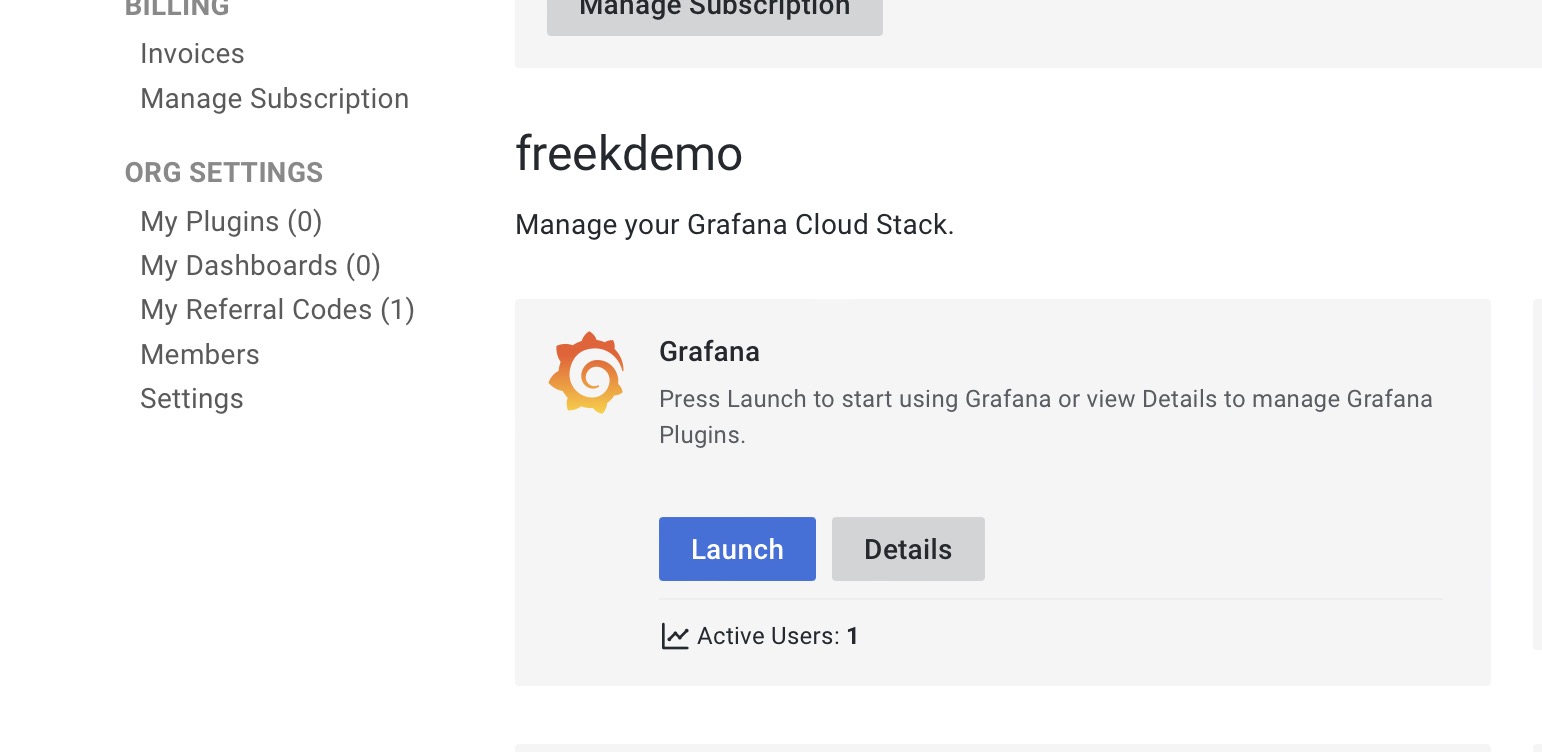 BILLING
Invoices
Manage Subscription
ORG SETTINGS
My Plugins (0)
My Dashboards (0)
My Referral Codes (1)
Members
Settings
Manage Subscription
freekdemo
Manage your Grafana Cloud Stack.
Grafana
Press Launch to start using Grafana or view Details to manage Grafana
Plugins.
Launch
Details
Active Users: 1